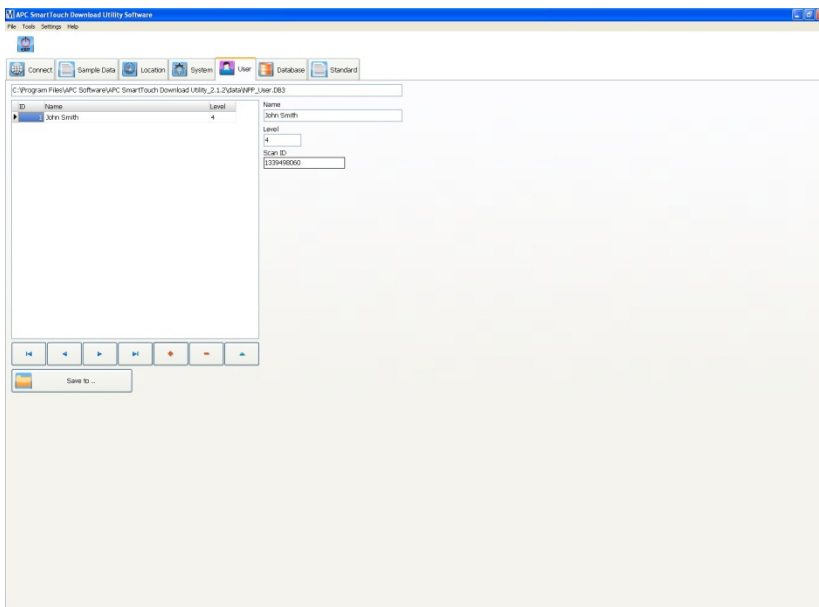 APC SmartTouch Download Utility Software
File Tools Settings Help
EXIT
Connect Sample Data Location System User Database Standard
C:\Program Files\APC Software\APC SmartTouch Download Utility_2.1.2\data\NPP_User.DB3
ID Name Level
1 John Smith 4
Name
John Smith
Level
4
Scan ID
1339498060
Save to ...